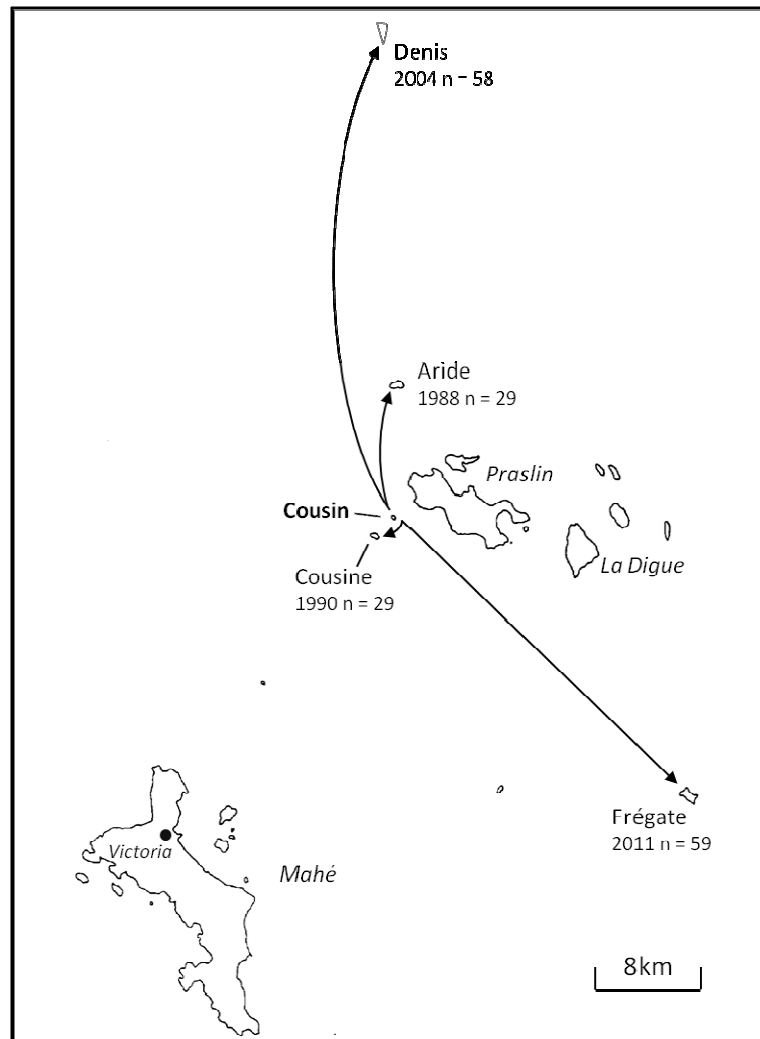 Denis
2004 n = 58
Aride
1988 n = 29
Praslin
Cousin
La Digue
Cousine
1990 n = 29
Frégate
2011 n = 59
Victoria
Mahé
8km